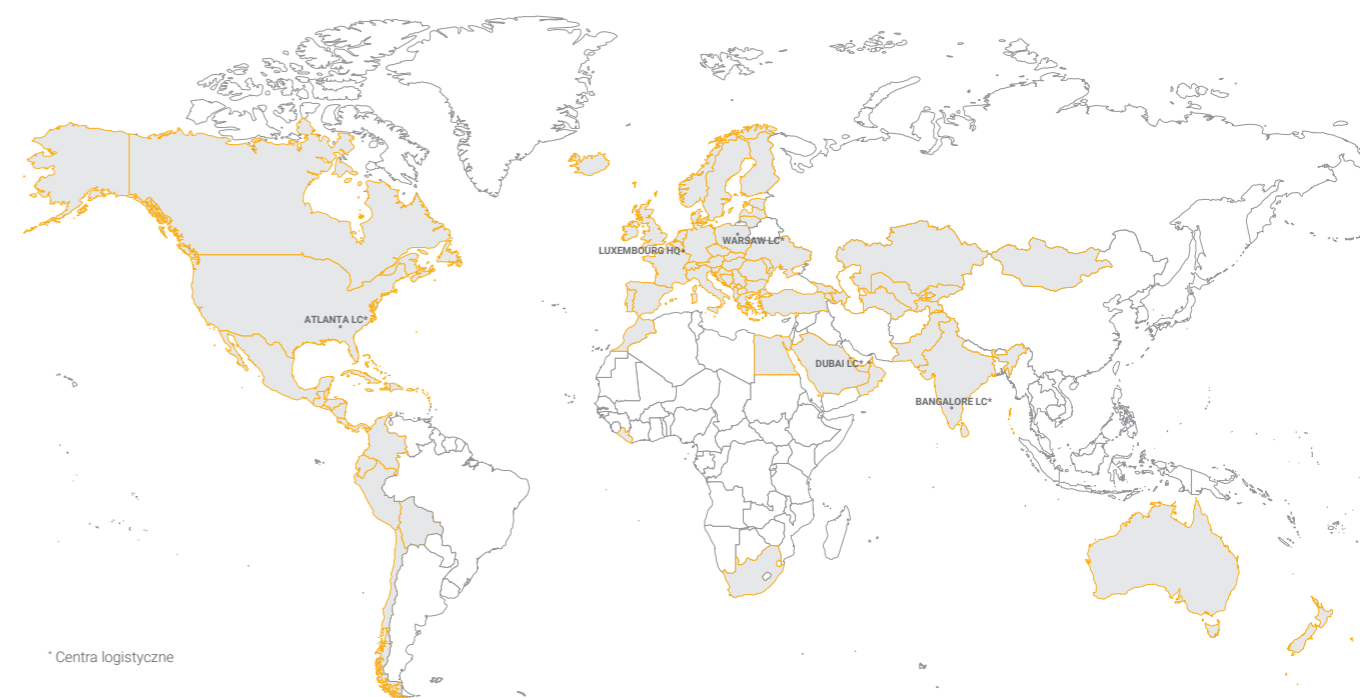 WARSAW LC*
LUXEMBOURG HQ
ATLANTA LC*
DUBAI LC*
BANGALORE LC*
* Centra logistyczne